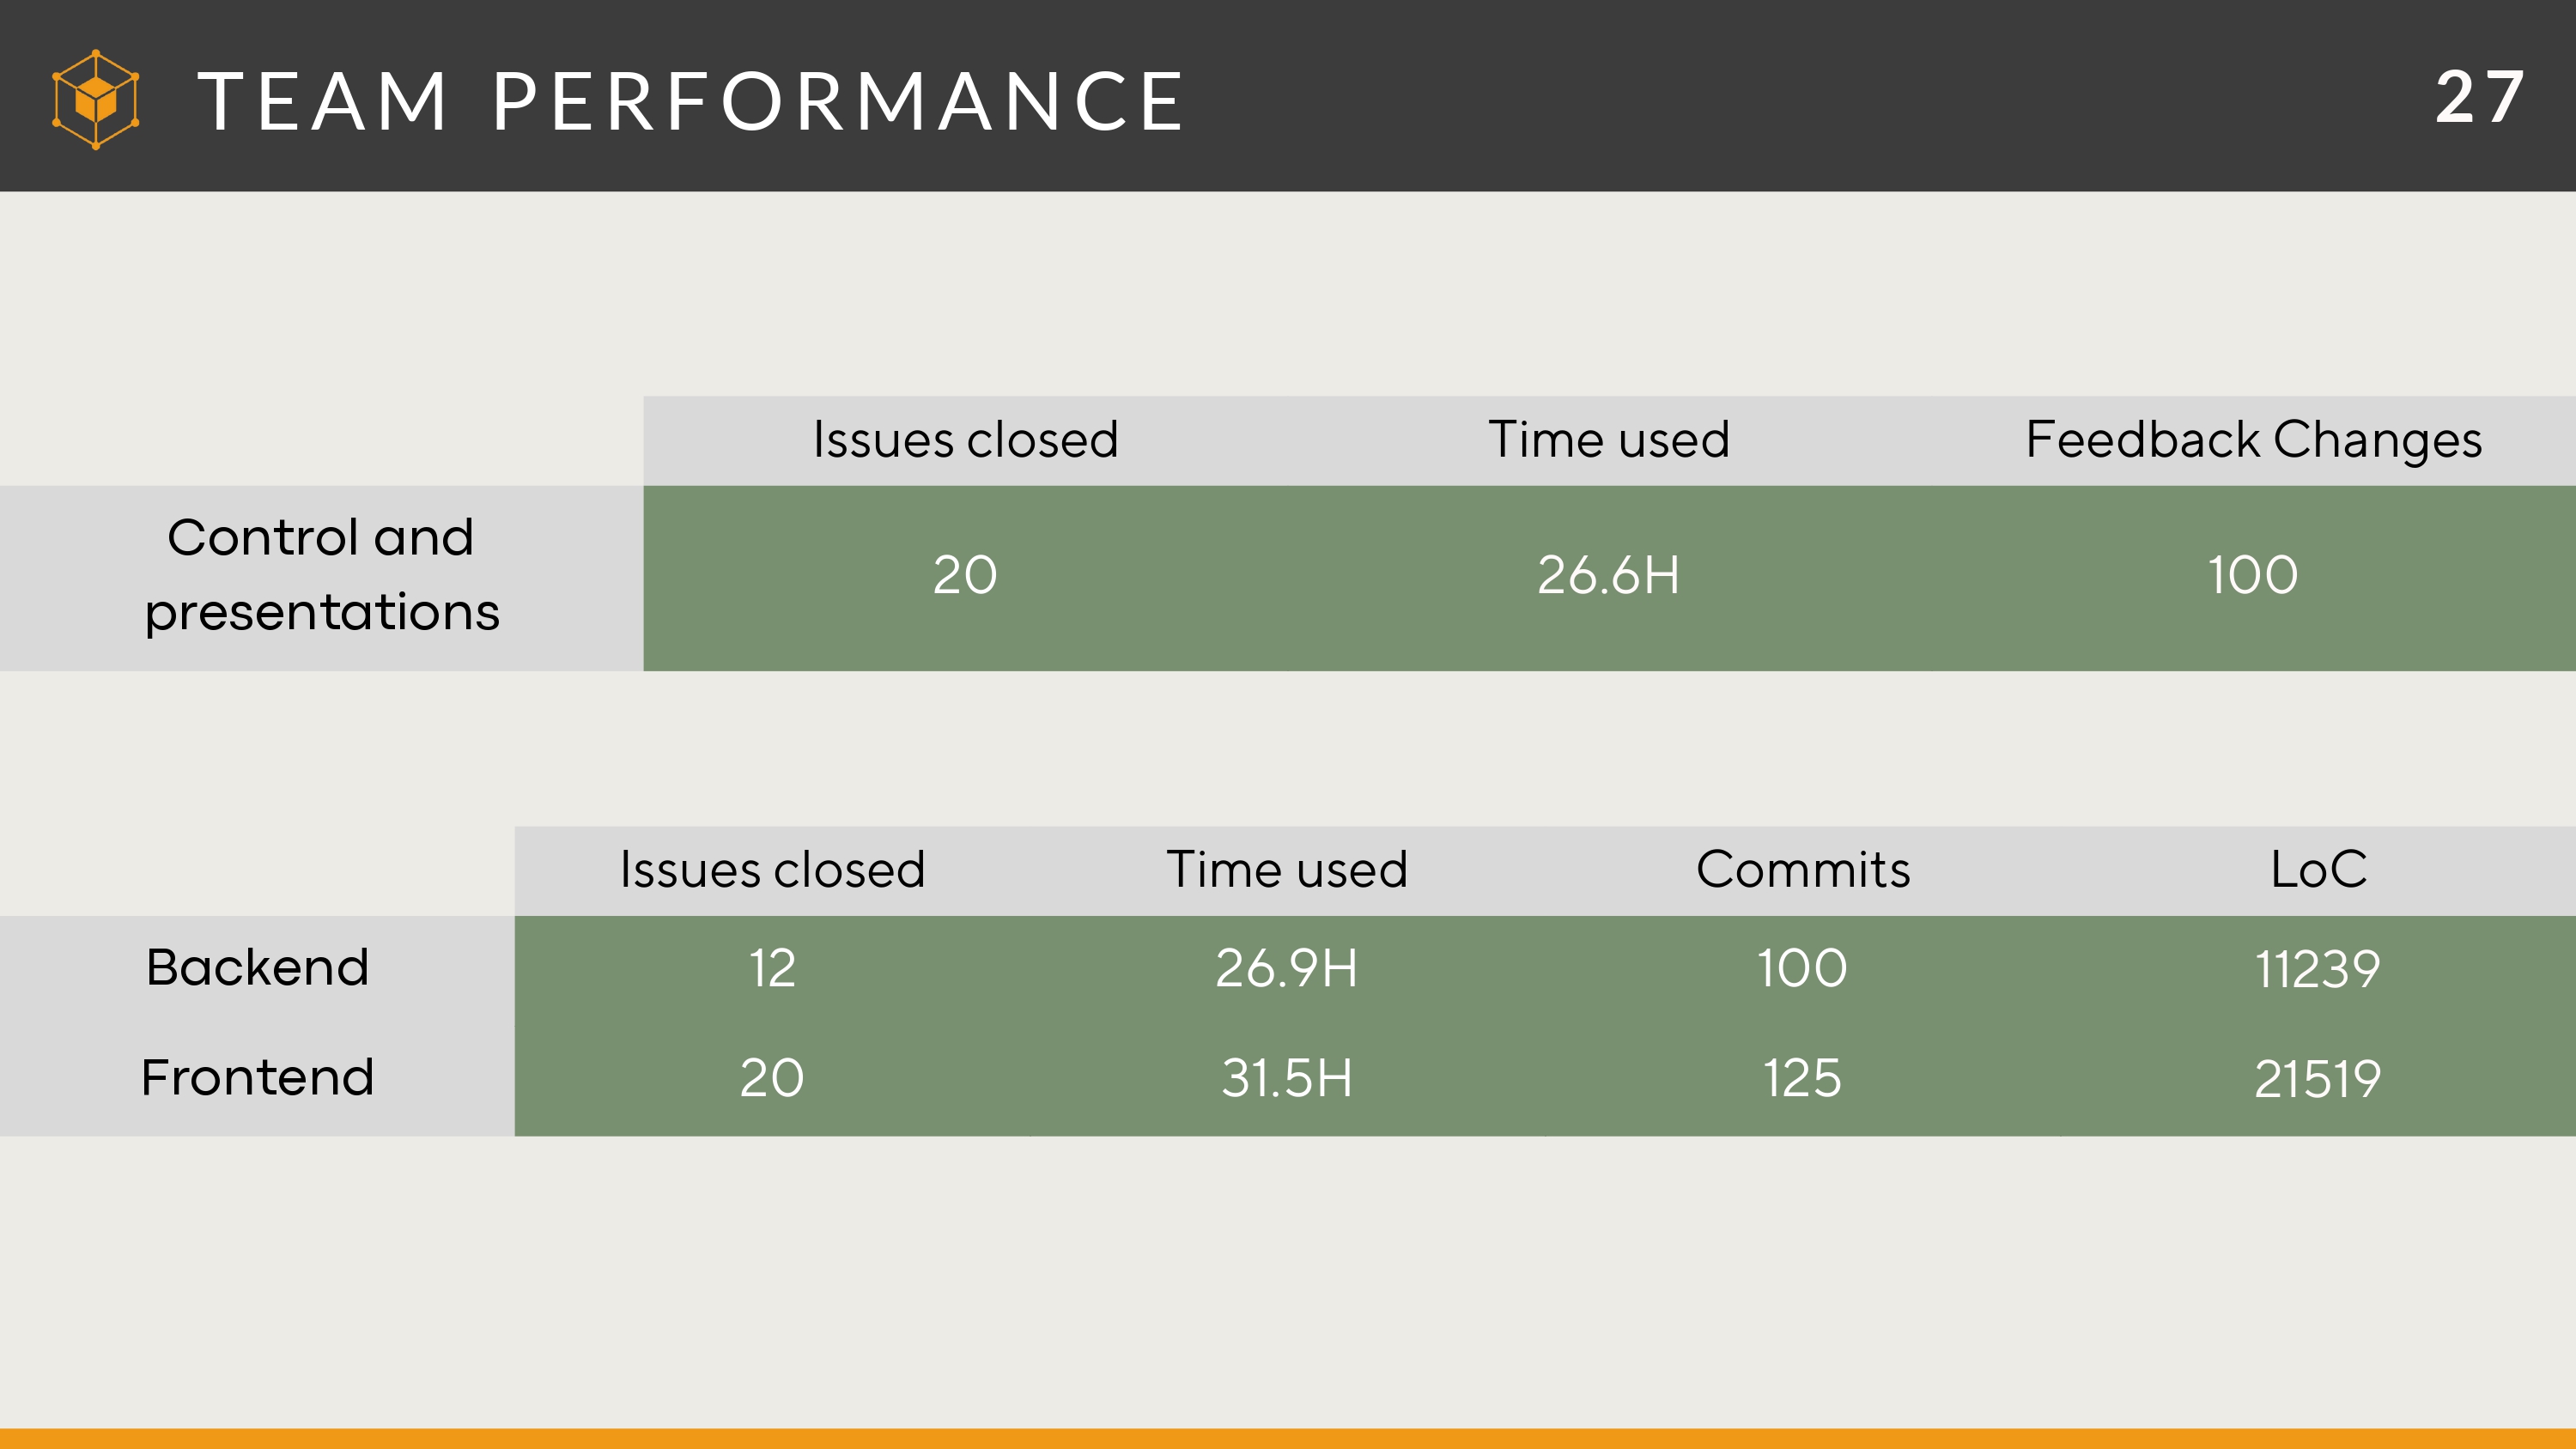 TEAM PERFORMANCE 27
Issues closed Time used Feedback Changes
Control and
presentations
20 26.6H 100
Issues closed Time used Commits LoC
Backend 12 26.9H 100 11239
Frontend 20 31.5H 125 21519